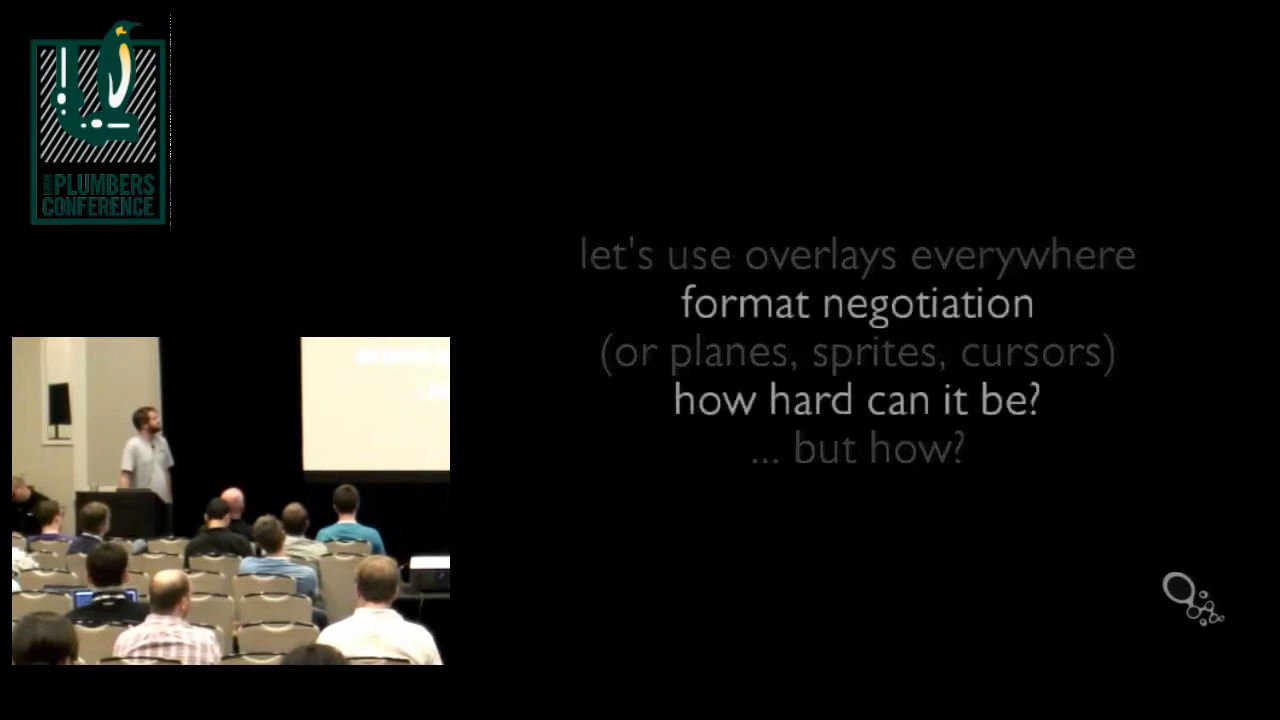 LINUX PLUMBERS
CONFERENCE
let's use overlays everywhere
format negotiation
(or planes, sprites, cursors)
how hard can it be?
... but how?